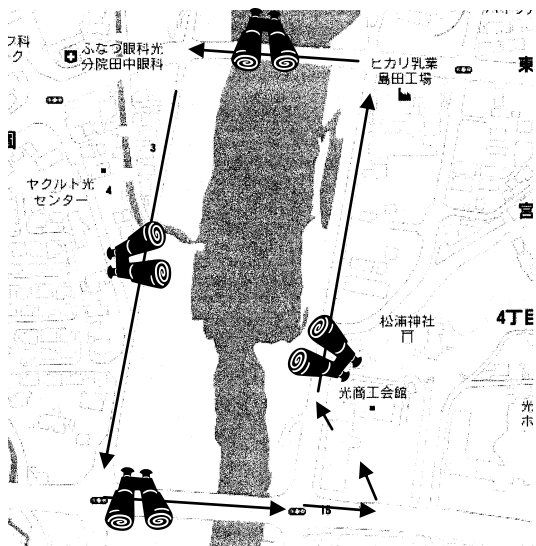 フ科
ク
ふなつ眼科光
分院田中眼科
ヒカリ乳業
島田工場
東
3
ヤクルト光
センター
4
宮
松浦神社
4丁目
光商工会館
光
ホ
15